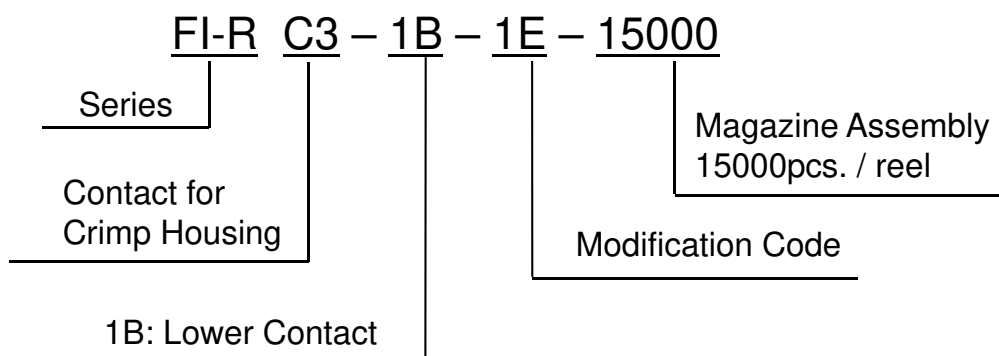 FI-R C3 – 1B – 1E – 15000
Series
Magazine Assembly
15000pcs. / reel
Contact for
Crimp Housing
Modification Code
1B: Lower Contact